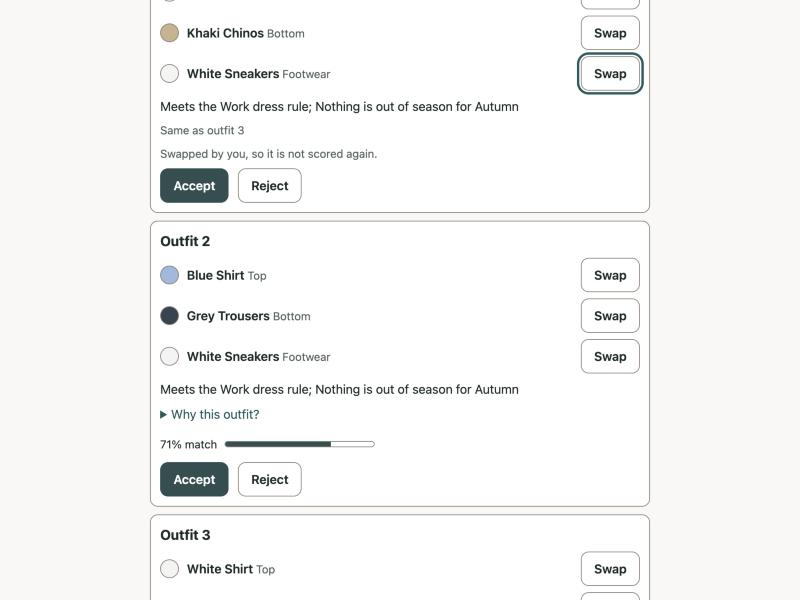 Khaki Chinos Bottom Swap
White Sneakers Footwear Swap
Meets the Work dress rule; Nothing is out of season for Autumn
Same as outfit 3
Swapped by you, so it is not scored again.
Accept Reject
Outfit 2
Blue Shirt Top Swap
Grey Trousers Bottom Swap
White Sneakers Footwear Swap
Meets the Work dress rule; Nothing is out of season for Autumn
Why this outfit?
71% match
Accept Reject
Outfit 3
White Shirt Top Swap